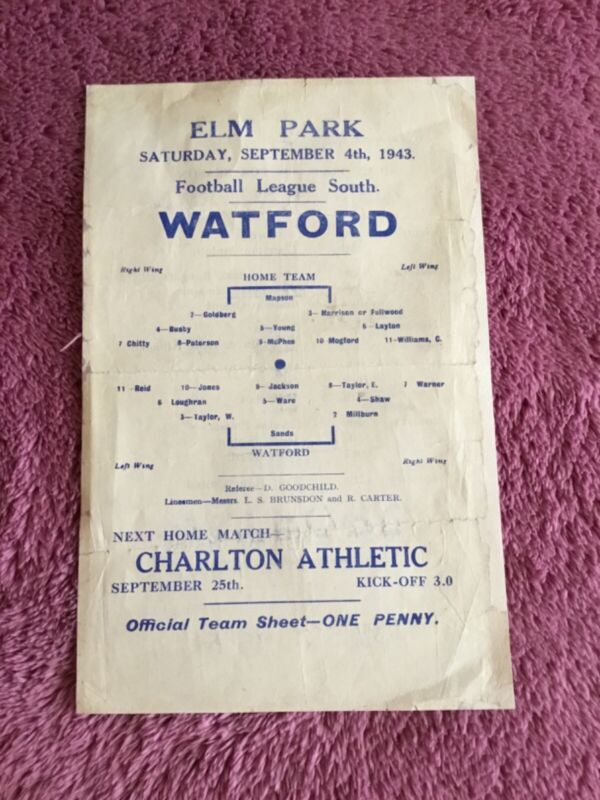 ELM PARK
SATURDAY, SEPTEMBER 4th, 1943.
Football League South.
WATFORD
Right Wing Left Wing
HOME TEAM
Mapson
2—Goldberg 3—Harrison or Fullwood
4—Busby 5—Young 6—Layton
7 Chitty 8—Paterson 9—McPhee 10 Mogford 11—Williams, G.
11 Reid 10—Jones 9—Jackson 8—Taylor, E. 7 Warner
6 Loughran 5—Ware 4—Shaw
3—Taylor, W. 2 Millburn
Sands
WATFORD
Left Wing Right Wing
Referee—D. GOODCHILD.
Linesmen—Messrs. L. S. BRUNSDON and R. CARTER.
NEXT HOME MATCH—
CHARLTON ATHLETIC
SEPTEMBER 25th. KICK-OFF 3.0
Official Team Sheet—ONE PENNY.